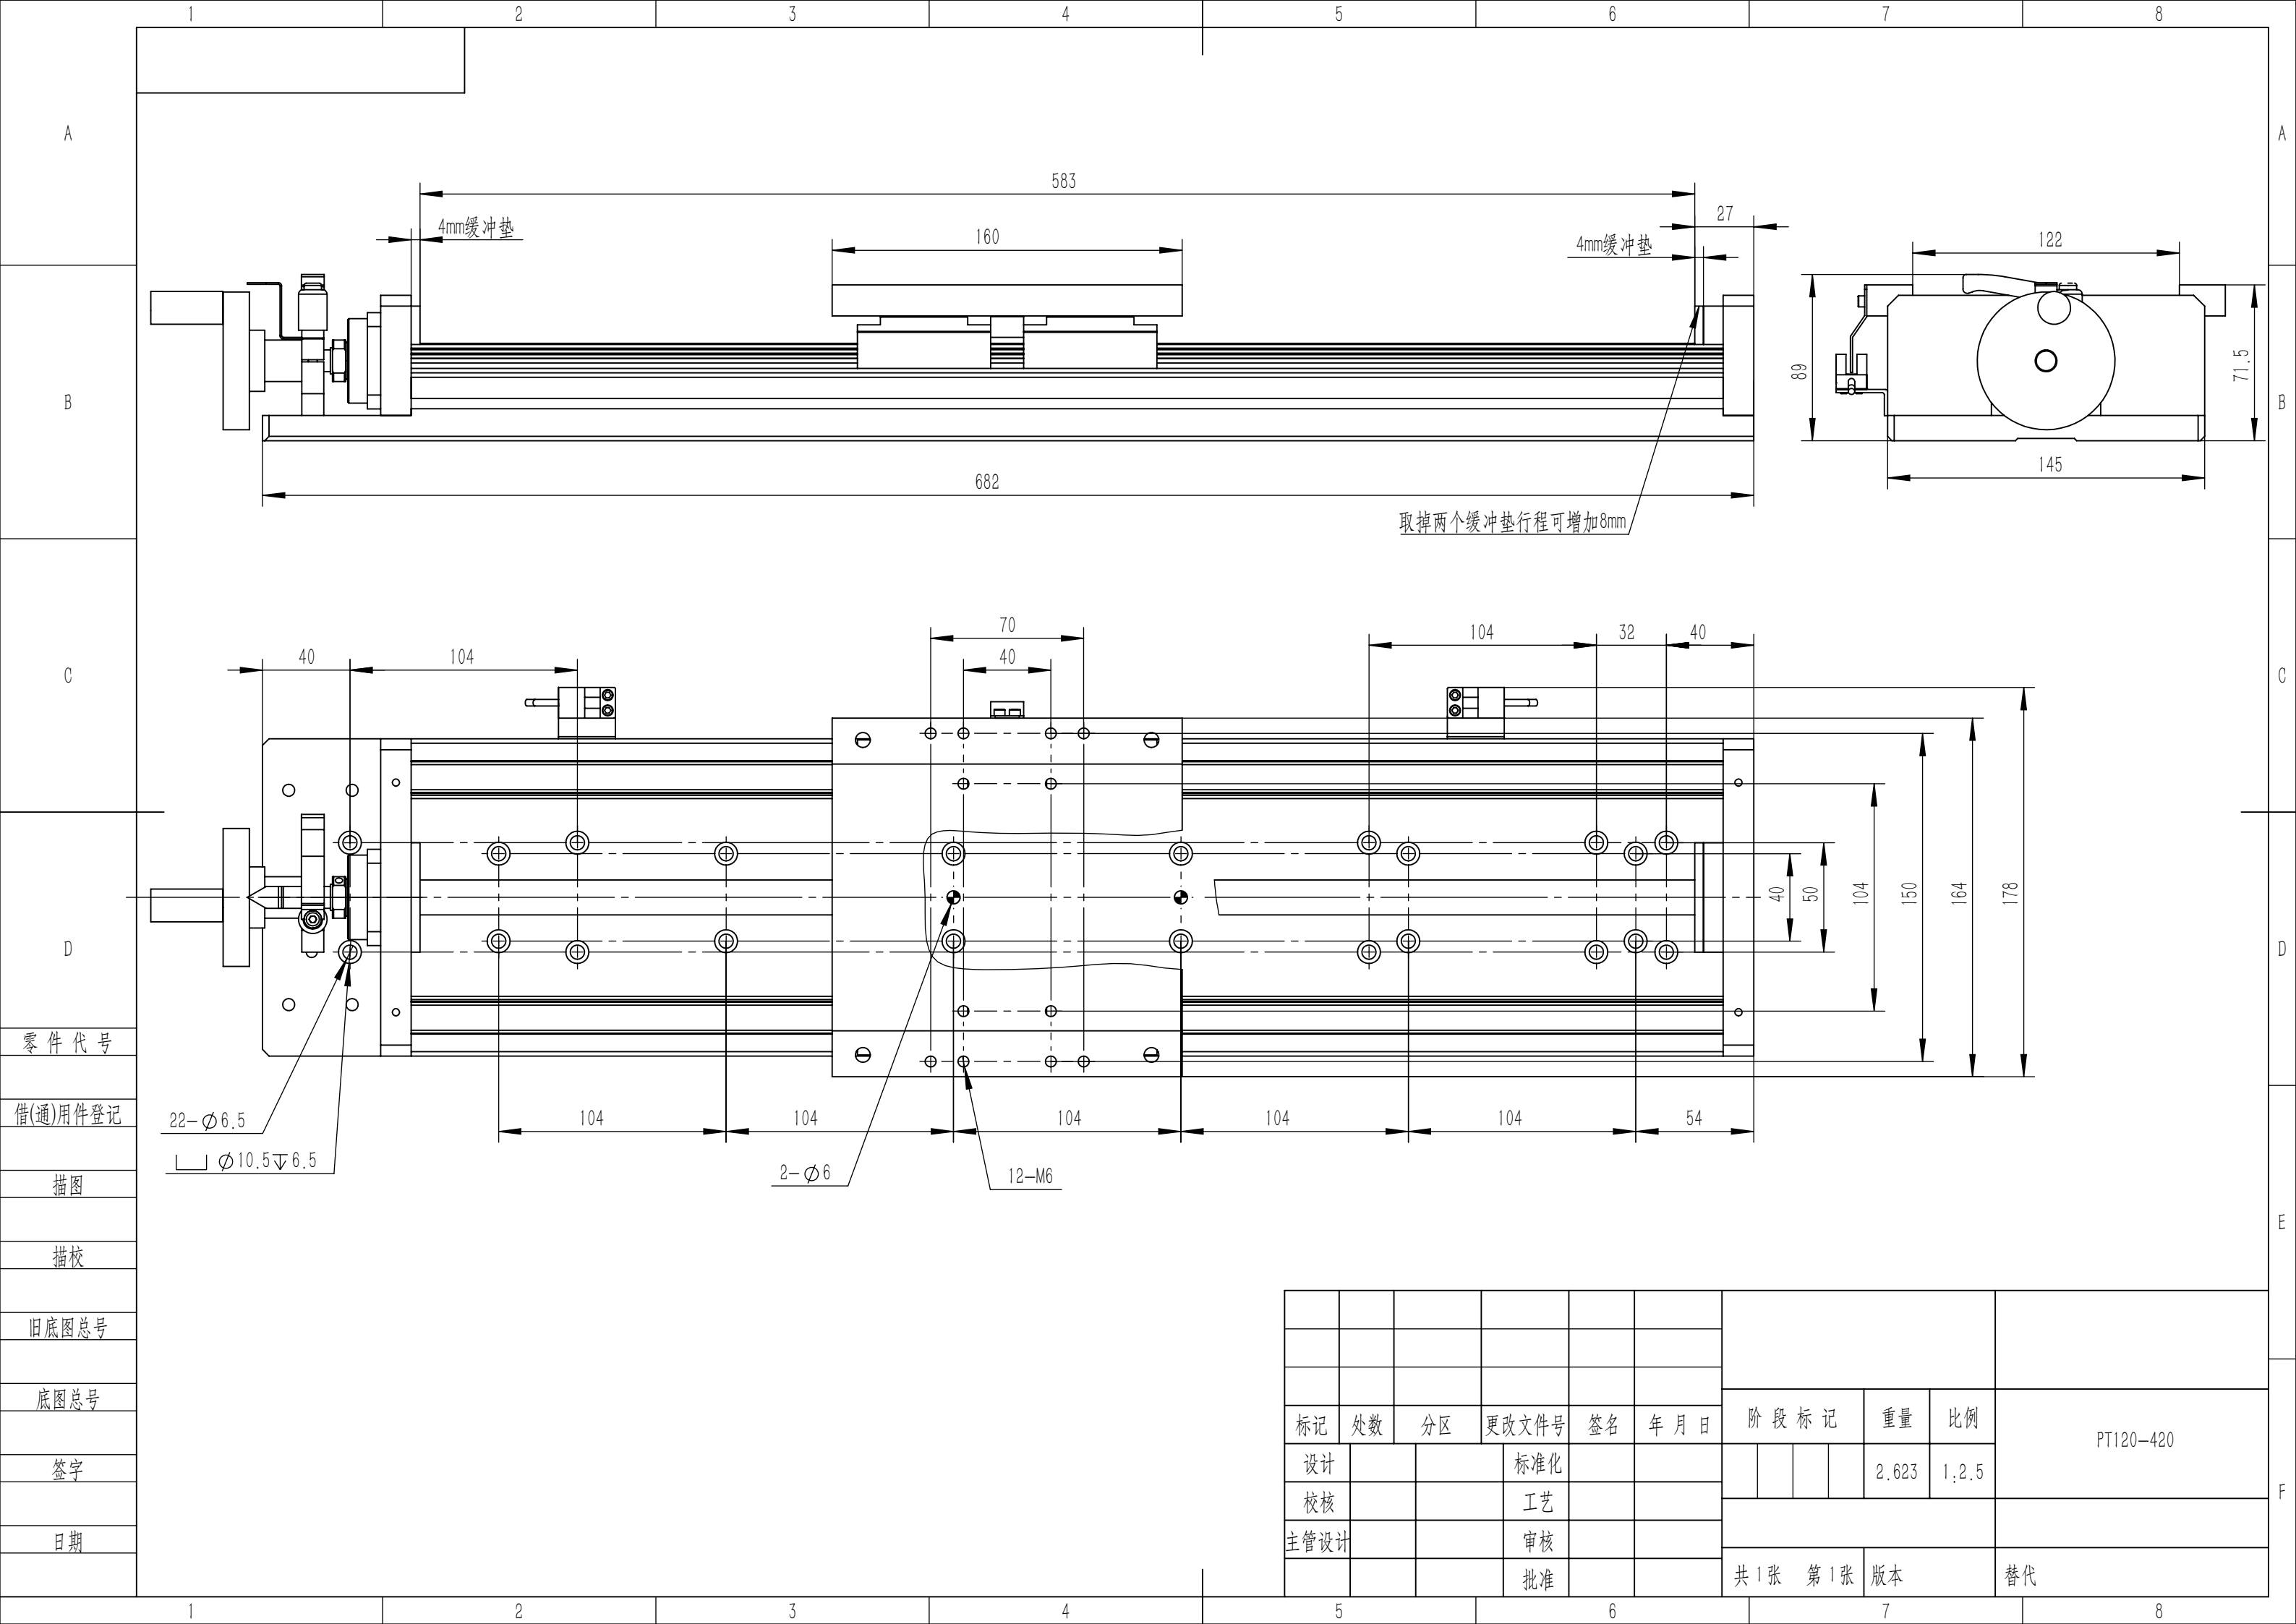 1 2 3 4 5 6 7 8
A A
583
27
4mm缓冲垫
160
4mm缓冲垫
122
89
71.5
B B
682
145
取掉两个缓冲垫行程可增加8mm
70
104 32 40
40 104
40
C C
40
50
104
150
164
178
D D
零件代号
借(通)用件登记
22-Ø6.5
⌴ Ø10.5↧6.5
104 104 104 104 104 54
2-Ø6
12-M6
描图
E
描校
旧底图总号
底图总号
标记 处数 分区 更改文件号 签名 年月日
阶段标记 重量 比例
PT120-420
设计 标准化
2.623 1:2.5
签字
F
校核 工艺
日期
主管设计 审核
批准
共1张 第1张 版本 替代
1 2 3 4 5 6 7 8